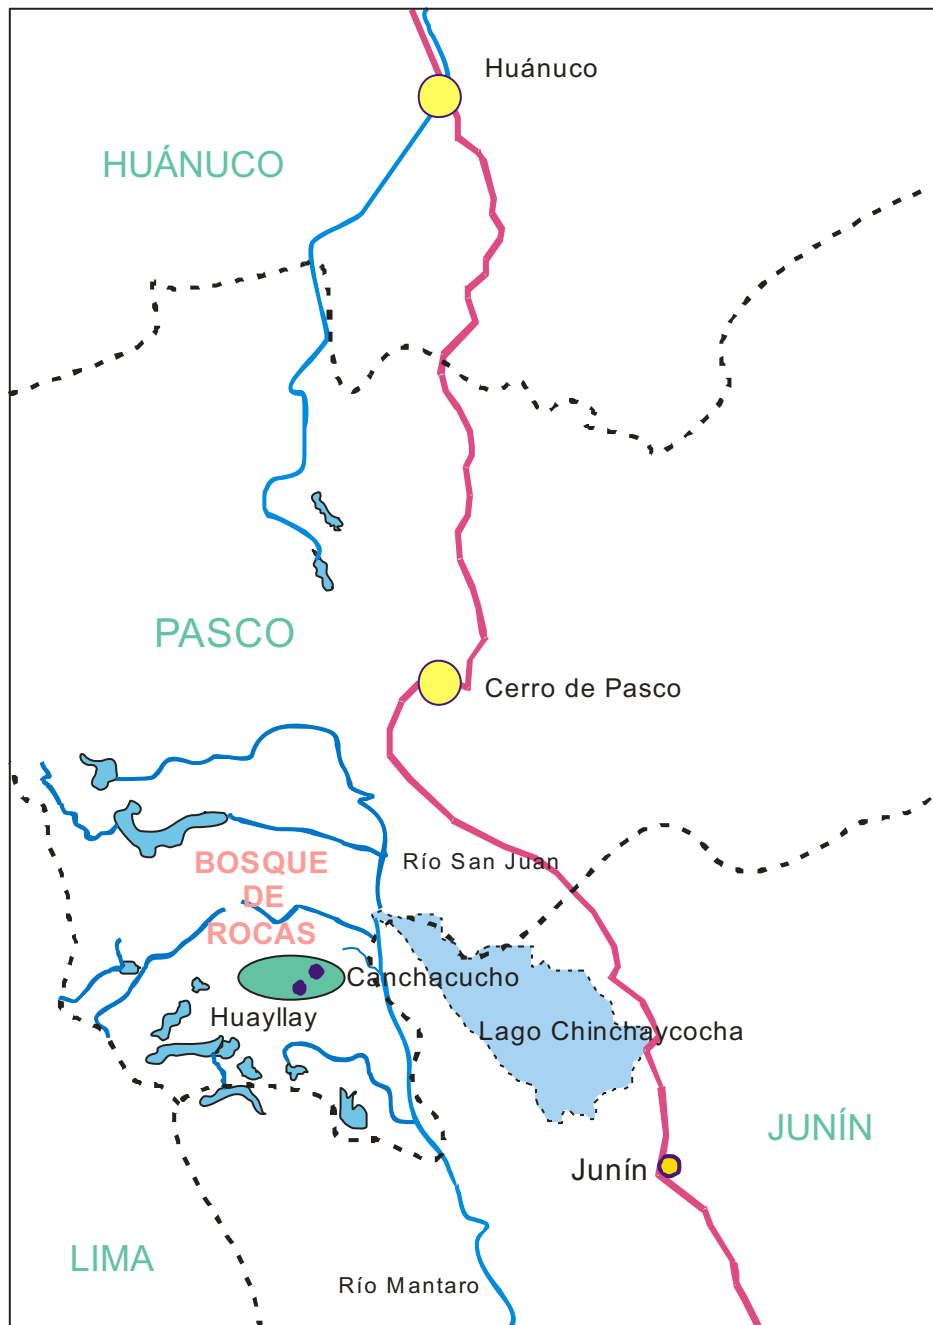 Huánuco
HUÁNUCO
PASCO
Cerro de Pasco
Río San Juan
BOSQUE
DE
ROCAS
Canchacucho
Huayllay
Lago Chinchaycocha
JUNÍN
Junín
LIMA
Río Mantaro